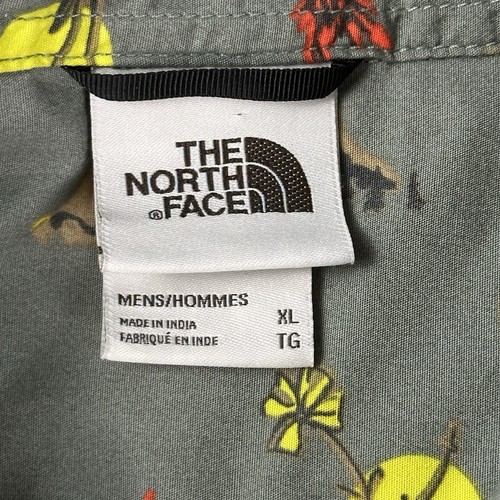 THE
NORTH
®FACE
MENS/HOMMES
MADE IN INDIA XL
FABRIQUÉ EN INDE TG